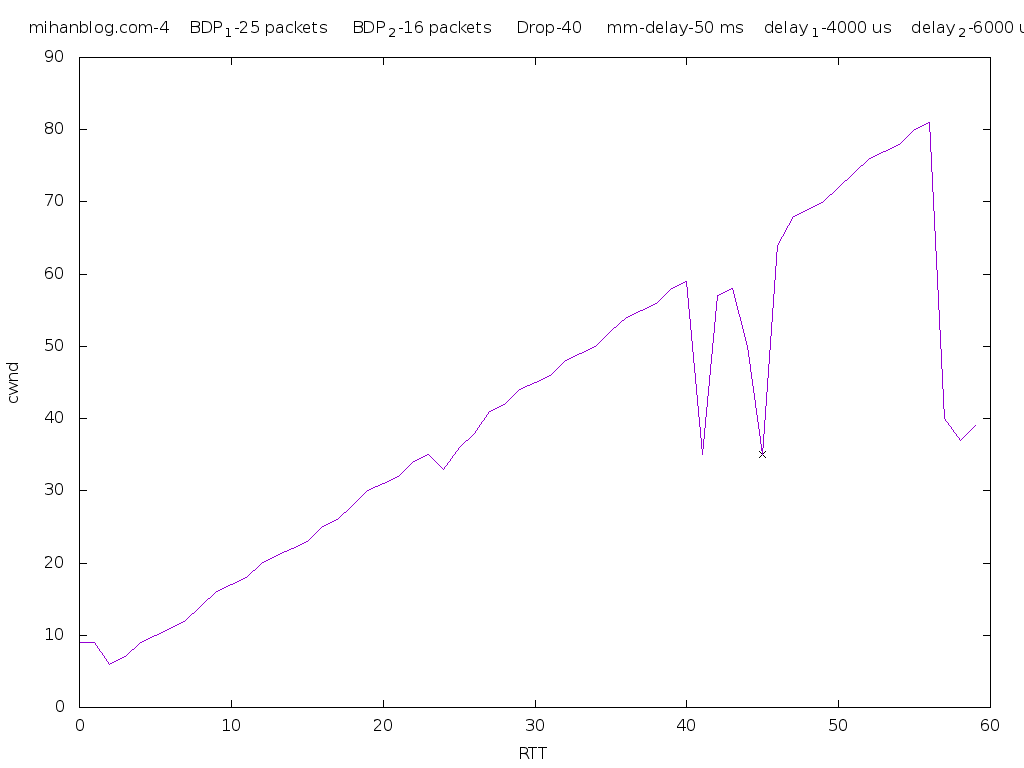 mihanblog.com-4 BDP1-25 packets BDP2-16 packets Drop-40 mm-delay-50 ms delay1-4000 us delay2-6000 u
90
80
70
60
50
40
30
20
10
0
cwnd
0 10 20 30 40 50 60
RTT